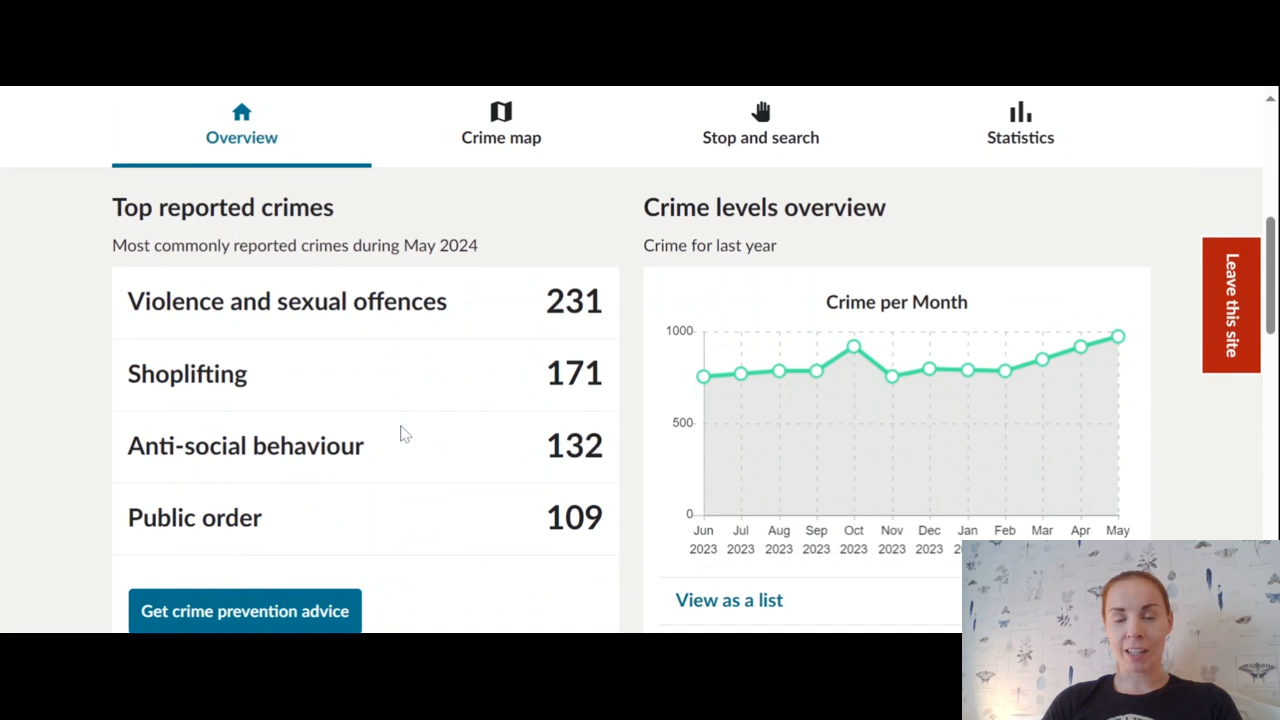 Overview
Crime map
Stop and search
Statistics
Top reported crimes
Most commonly reported crimes during May 2024
Violence and sexual offences 231
Shoplifting 171
Anti-social behaviour 132
Public order 109
Get crime prevention advice
Crime levels overview
Crime for last year
Crime per Month
1000
500
0
Jun Jul Aug Sep Oct Nov Dec Jan Feb Mar Apr May
2023 2023 2023 2023 2023 2023 2023
View as a list
Leave this site